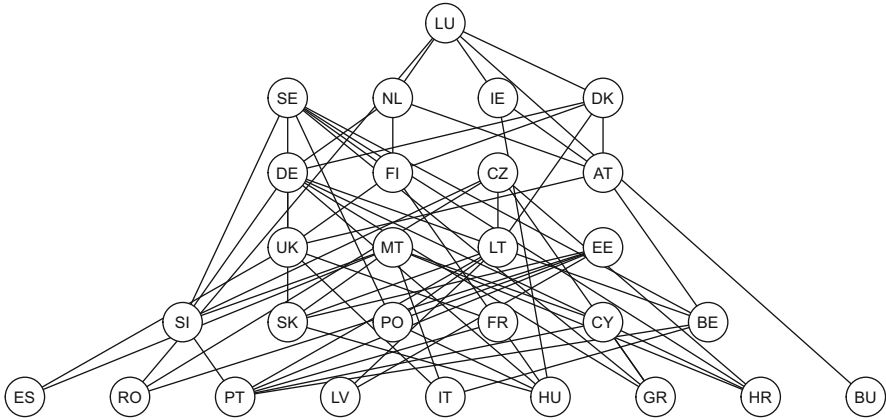 LU
SE NL IE DK
DE FI CZ AT
UK MT LT EE
SI SK PO FR CY BE
ES RO PT LV IT HU GR HR BU